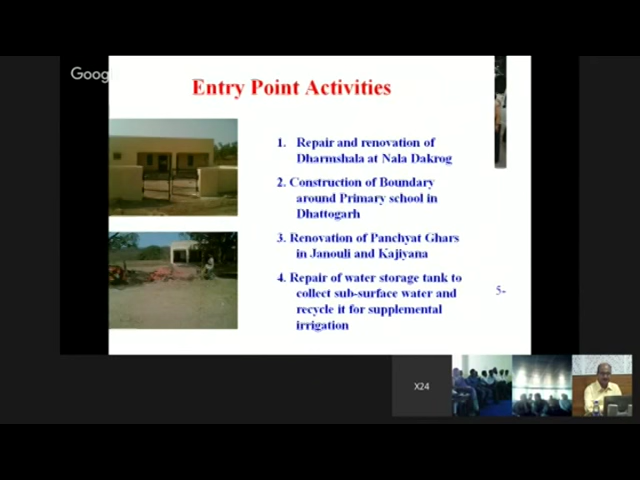 Goog
Entry Point Activities
1. Repair and renovation of
Dharmshala at Nala Dakrog
2. Construction of Boundary
around Primary school in
Dhattogarh
3. Renovation of Panchyat Ghars
in Janouli and Kajiyana
4. Repair of water storage tank to
collect sub-surface water and
recycle it for supplemental
irrigation
5-
X24